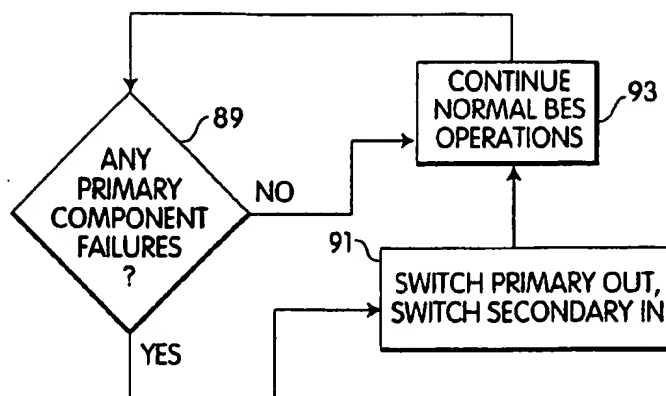 89
ANY
PRIMARY
COMPONENT
FAILURES
?
NO
YES
CONTINUE
NORMAL BES
OPERATIONS
93
91
SWITCH PRIMARY OUT,
SWITCH SECONDARY IN